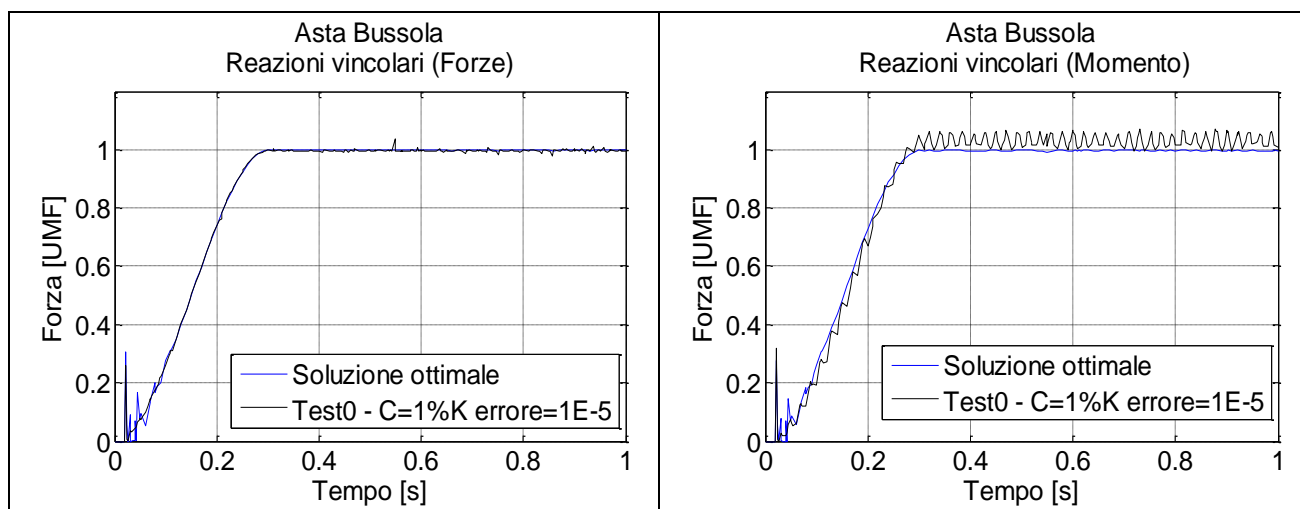 Asta Bussola
Reazioni vincolari (Forze)
Forza [UMF]
1
0.8
0.6
0.4
0.2
0
Soluzione ottimale
Test0 - C=1%K errore=1E-5
0 0.2 0.4 0.6 0.8 1
Tempo [s]
Asta Bussola
Reazioni vincolari (Momento)
Forza [UMF]
1
0.8
0.6
0.4
0.2
0
Soluzione ottimale
Test0 - C=1%K errore=1E-5
0 0.2 0.4 0.6 0.8 1
Tempo [s]